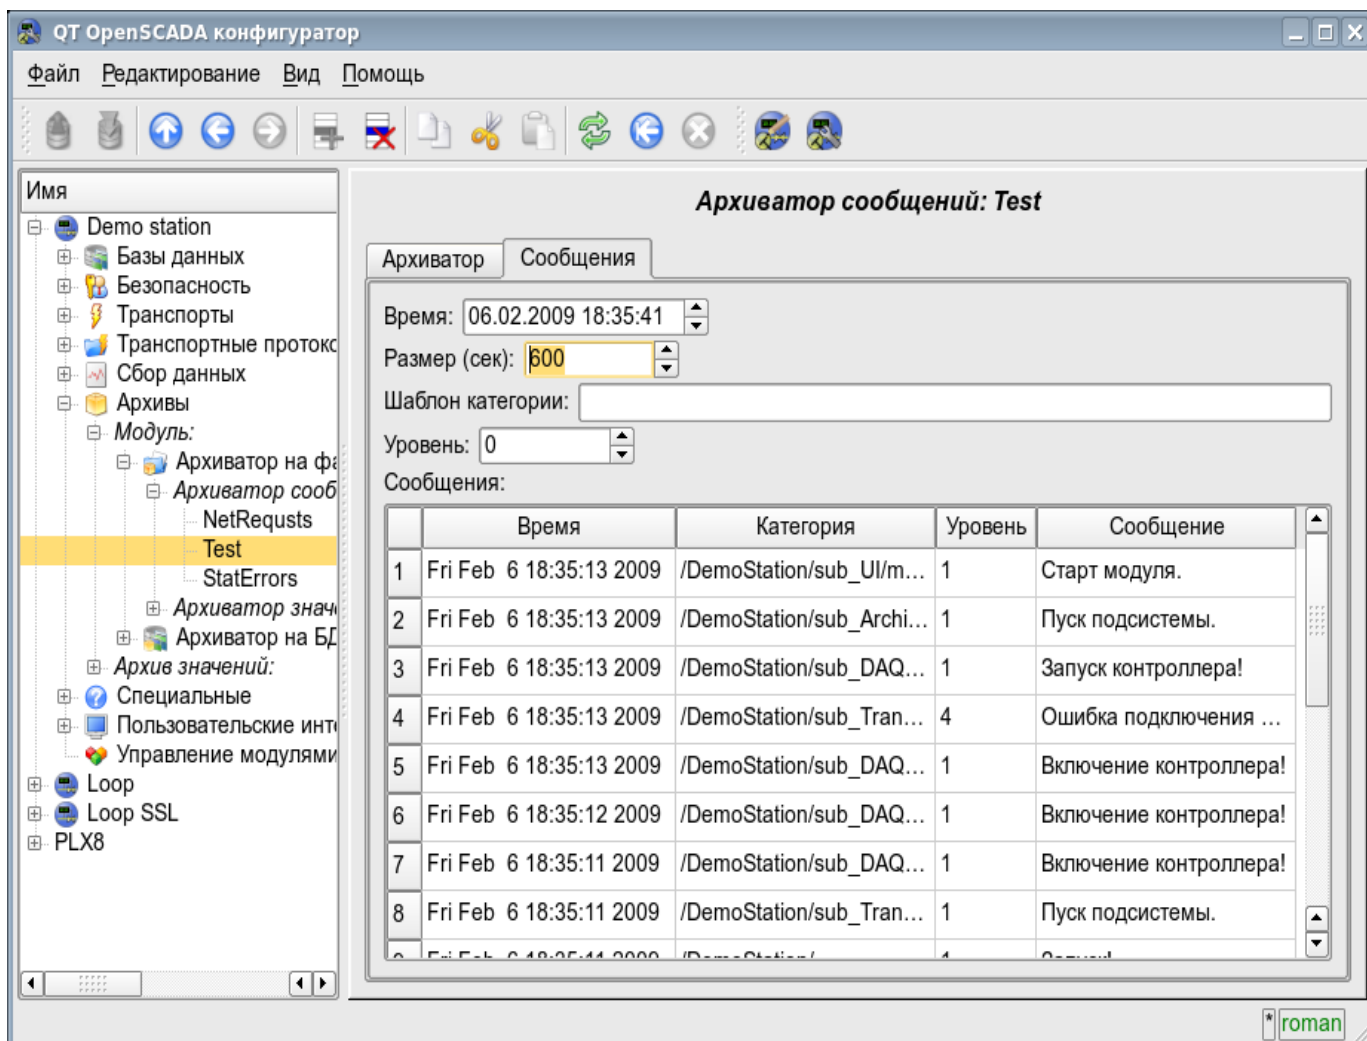 QT OpenSCADA конфигуратор
Файл Редактирование Вид Помощь
Имя
Demo station
Базы данных
Безопасность
Транспорты
Транспортные протокс
Сбор данных
Архивы
Модуль:
Архиватор на фа
Архиватор сооб
NetRequsts
Test
StatErrors
Архиватор знач
Архиватор на БД
Архив значений:
Специальные
Пользовательские инт
Управление модулями
Loop
Loop SSL
PLX8
Архиватор сообщений: Test
Архиватор Сообщения
Время: 06.02.2009 18:35:41
Размер (сек): 600
Шаблон категории:
Уровень: 0
Сообщения:
Время Категория Уровень Сообщение
1 Fri Feb 6 18:35:13 2009 /DemoStation/sub_UI/m... 1 Старт модуля.
2 Fri Feb 6 18:35:13 2009 /DemoStation/sub_Archi... 1 Пуск подсистемы.
3 Fri Feb 6 18:35:13 2009 /DemoStation/sub_DAQ... 1 Запуск контроллера!
4 Fri Feb 6 18:35:13 2009 /DemoStation/sub_Tran... 4 Ошибка подключения ...
5 Fri Feb 6 18:35:13 2009 /DemoStation/sub_DAQ... 1 Включение контроллера!
6 Fri Feb 6 18:35:12 2009 /DemoStation/sub_DAQ... 1 Включение контроллера!
7 Fri Feb 6 18:35:11 2009 /DemoStation/sub_DAQ... 1 Включение контроллера!
8 Fri Feb 6 18:35:11 2009 /DemoStation/sub_Tran... 1 Пуск подсистемы.
* roman